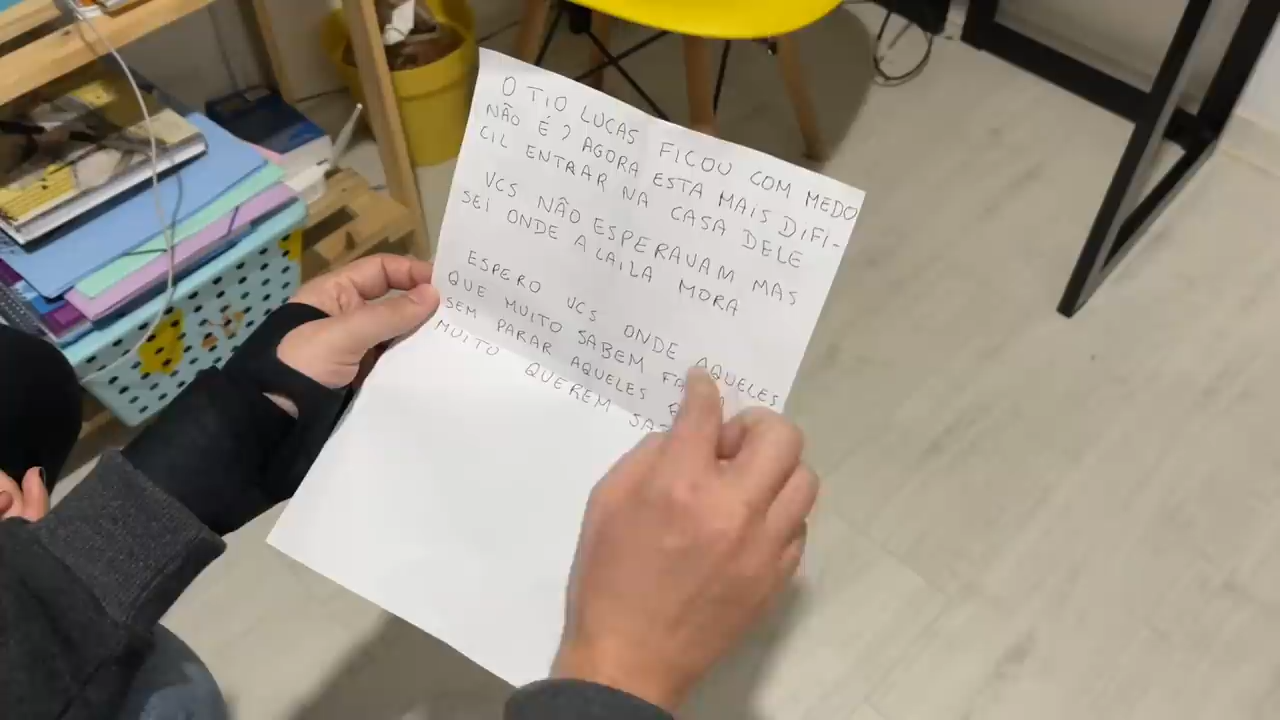 O TIO LUCAS FICOU COM MEDO
NÃO É? AGORA ESTA MAIS DIFI-
CIL ENTRAR NA CASA DELE
VCS NÃO ESPERAVAM MAS
SEI ONDE A LAILA MORA
ESPERO VCS ONDE AQUELES
QUE MUITO SABEM
SEM PARAR AQUELES
MUITO QUEREM